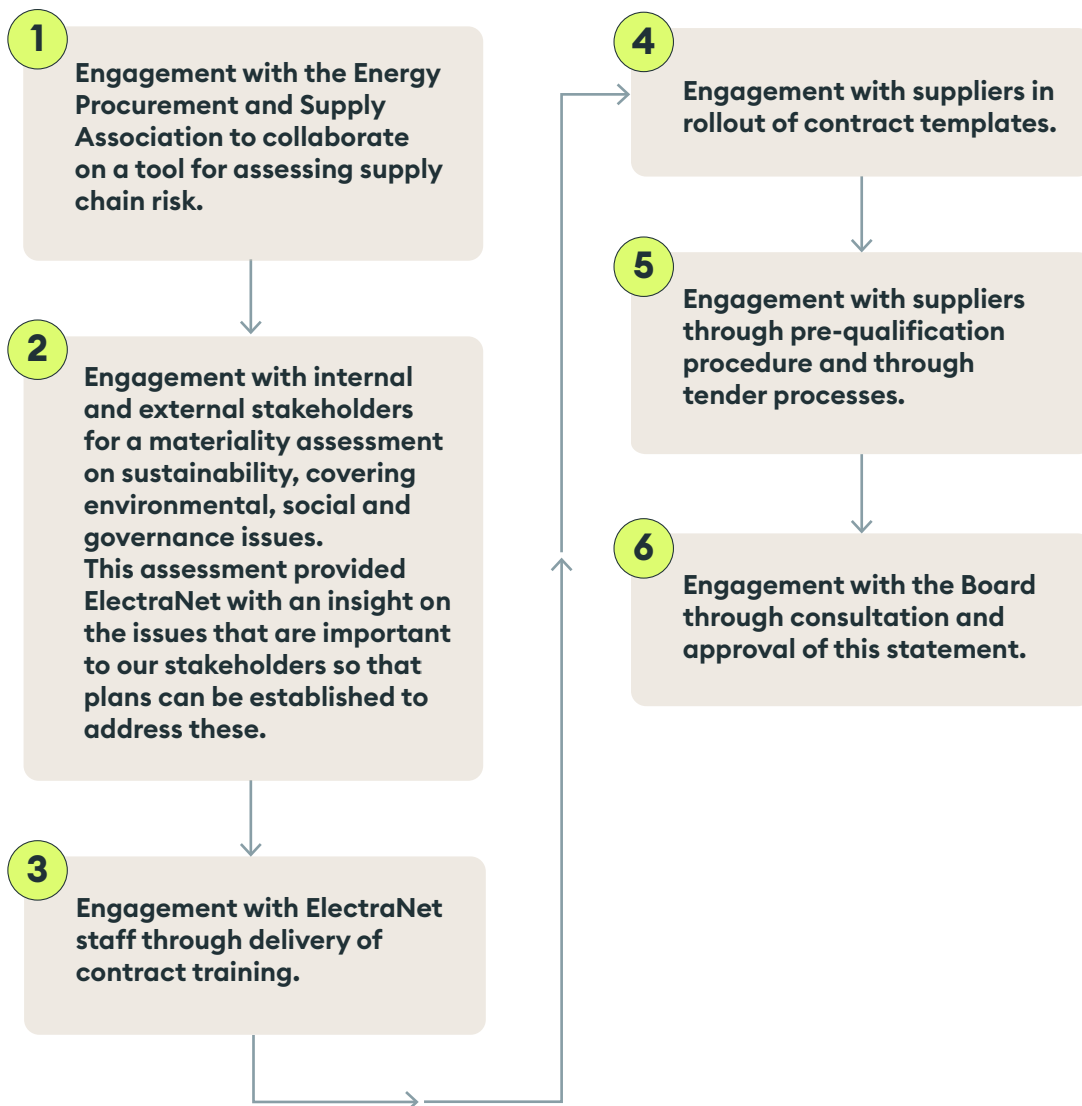 1
Engagement with the Energy
Procurement and Supply
Association to collaborate
on a tool for assessing supply
chain risk.
2
Engagement with internal
and external stakeholders
for a materiality assessment
on sustainability, covering
environmental, social and
governance issues.
This assessment provided
ElectraNet with an insight on
the issues that are important
to our stakeholders so that
plans can be established to
address these.
3
Engagement with ElectraNet
staff through delivery of
contract training.
4
Engagement with suppliers in
rollout of contract templates.
5
Engagement with suppliers
through pre-qualification
procedure and through
tender processes.
6
Engagement with the Board
through consultation and
approval of this statement.